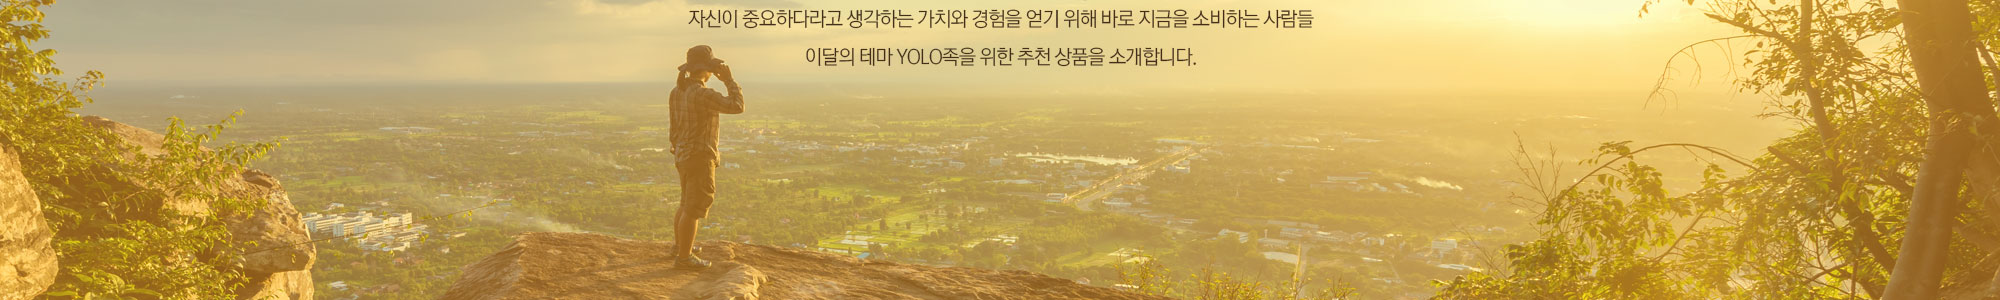 자신이 중요하다라고 생각하는 가치와 경험을 얻기 위해 바로 지금을 소비하는 사람들
이달의 테마 YOLO족을 위한 추천 상품을 소개합니다.